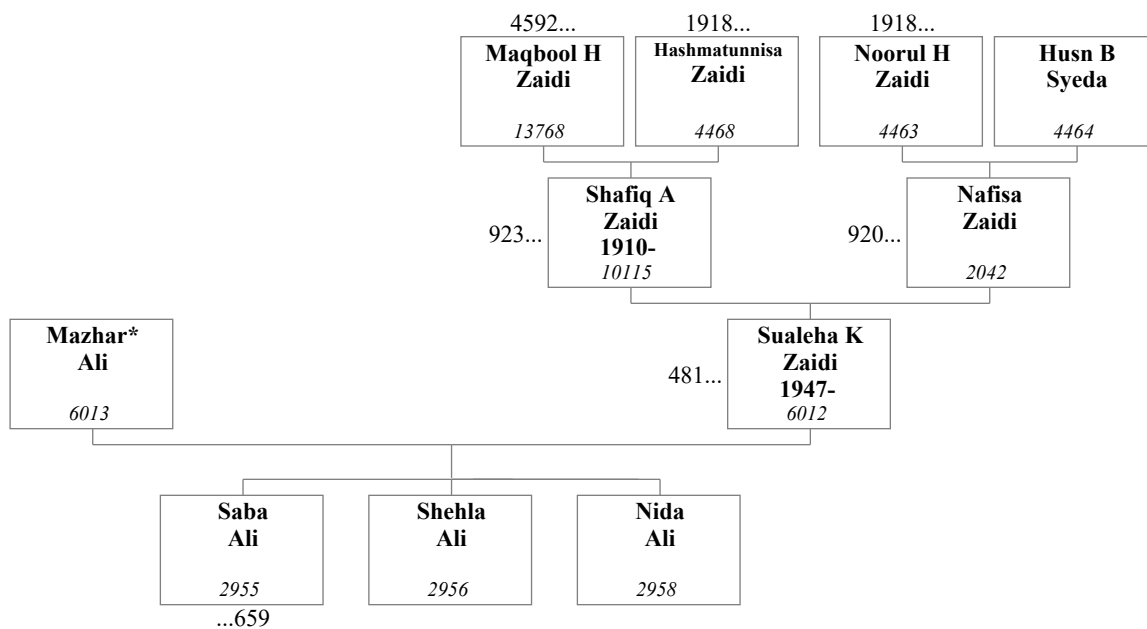 4592...
1918...
1918...
Maqbool H
Zaidi
13768
Hashmatunnisa
Zaidi
4468
Noorul H
Zaidi
4463
Husn B
Syeda
4464
923...
Shafiq A
Zaidi
1910-
10115
920...
Nafisa
Zaidi
2042
Mazhar*
Ali
6013
481...
Sualeha K
Zaidi
1947-
6012
Saba
Ali
2955
...659
Shehla
Ali
2956
Nida
Ali
2958